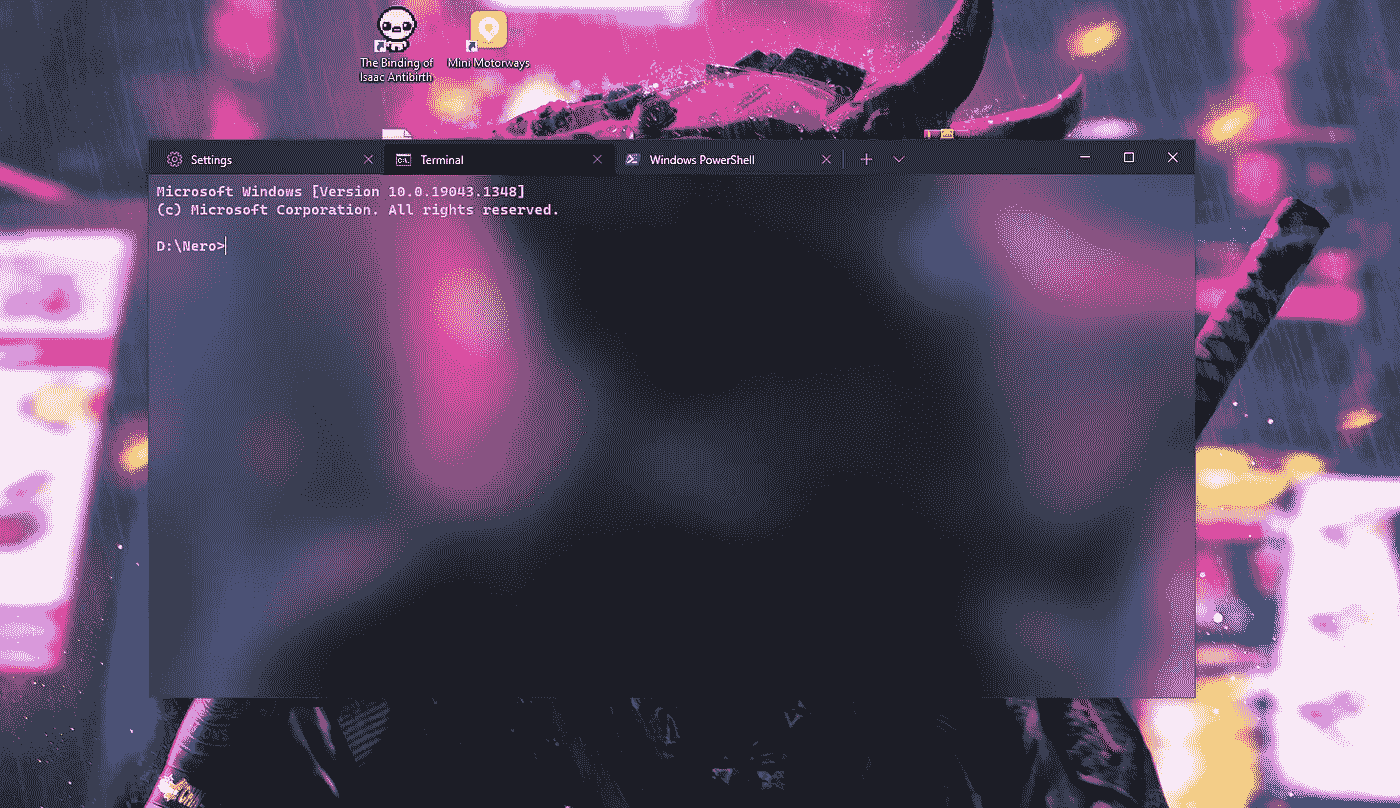 The Binding of
Isaac Antibirth
Mini Motorways
Settings
Terminal
Windows PowerShell
Microsoft Windows [Version 10.0.19043.1348]
(c) Microsoft Corporation. All rights reserved.
D:\Nero>